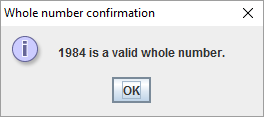 Whole number confirmation
1984 is a valid whole number.
OK